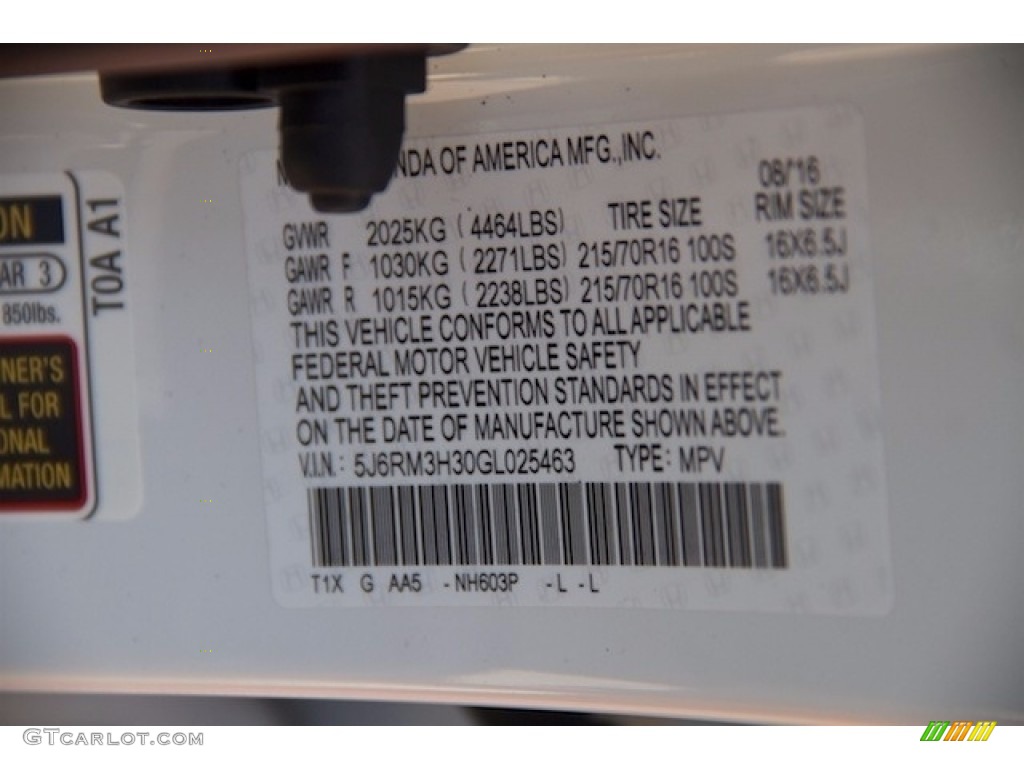 NDA OF AMERICA MFG.,INC.
08/16
GVWR 2025KG ( 4464LBS) TIRE SIZE RIM SIZE
GAWR F 1030KG ( 2271LBS) 215/70R16 100S 16X6.5J
GAWR R 1015KG ( 2238LBS) 215/70R16 100S 16X6.5J
THIS VEHICLE CONFORMS TO ALL APPLICABLE
FEDERAL MOTOR VEHICLE SAFETY
AND THEFT PREVENTION STANDARDS IN EFFECT
ON THE DATE OF MANUFACTURE SHOWN ABOVE.
V.I.N.: 5J6RM3H30GL025463 TYPE: MPV
T1X G AA5 -NH603P -L -L
ON
AR 3
850lbs.
NER'S
L FOR
ONAL
MATION
T0A A1
GTCarlot.com